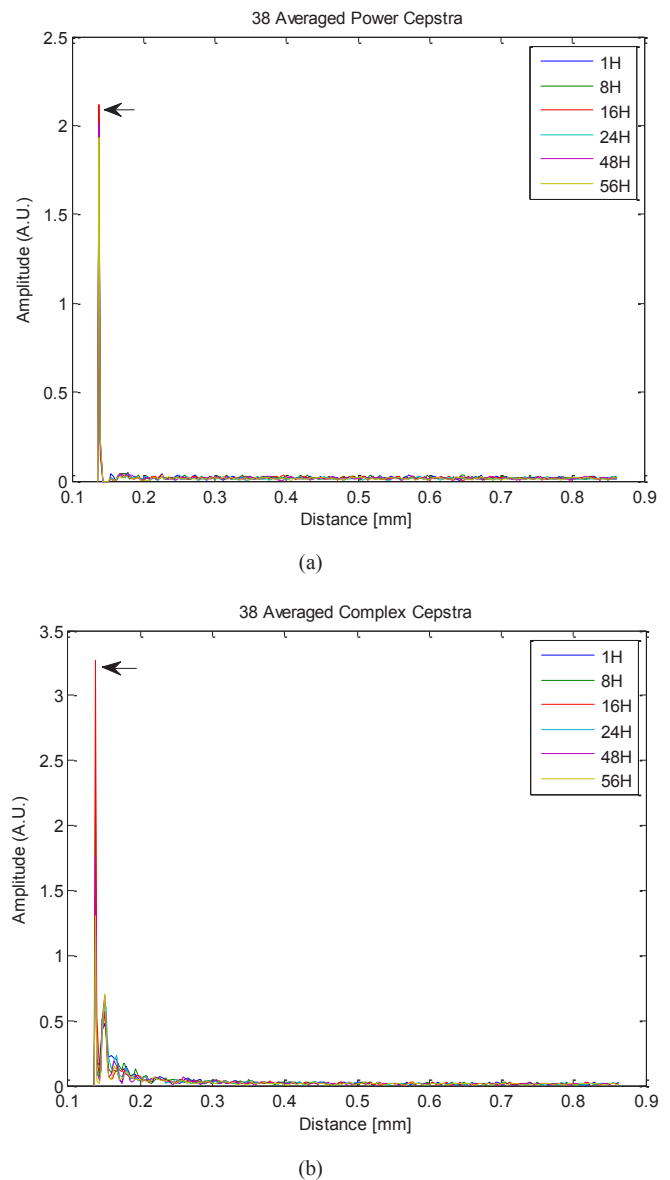 38 Averaged Power Cepstra
2.5
2
1.5
1
0.5
0
Amplitude (A.U.)
1H
8H
16H
24H
48H
56H
0.1 0.2 0.3 0.4 0.5 0.6 0.7 0.8 0.9
Distance [mm]
(a)
38 Averaged Complex Cepstra
3.5
3
2.5
2
1.5
1
0.5
0
Amplitude (A.U.)
1H
8H
16H
24H
48H
56H
0.1 0.2 0.3 0.4 0.5 0.6 0.7 0.8 0.9
Distance [mm]
(b)